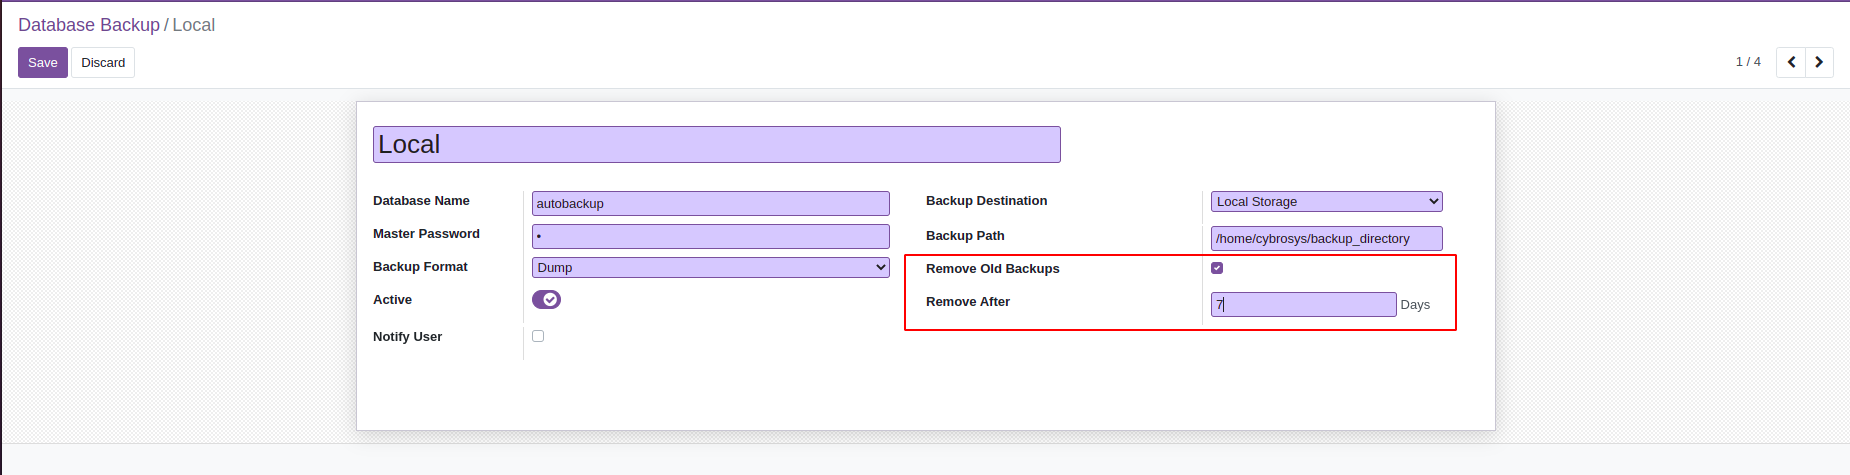 Database Backup / Local
Save Discard
1 / 4
Local
Database Name autobackup
Master Password •
Backup Format Dump
Active
Notify User
Backup Destination Local Storage
Backup Path /home/cybrosys/backup_directory
Remove Old Backups
Remove After 7 Days